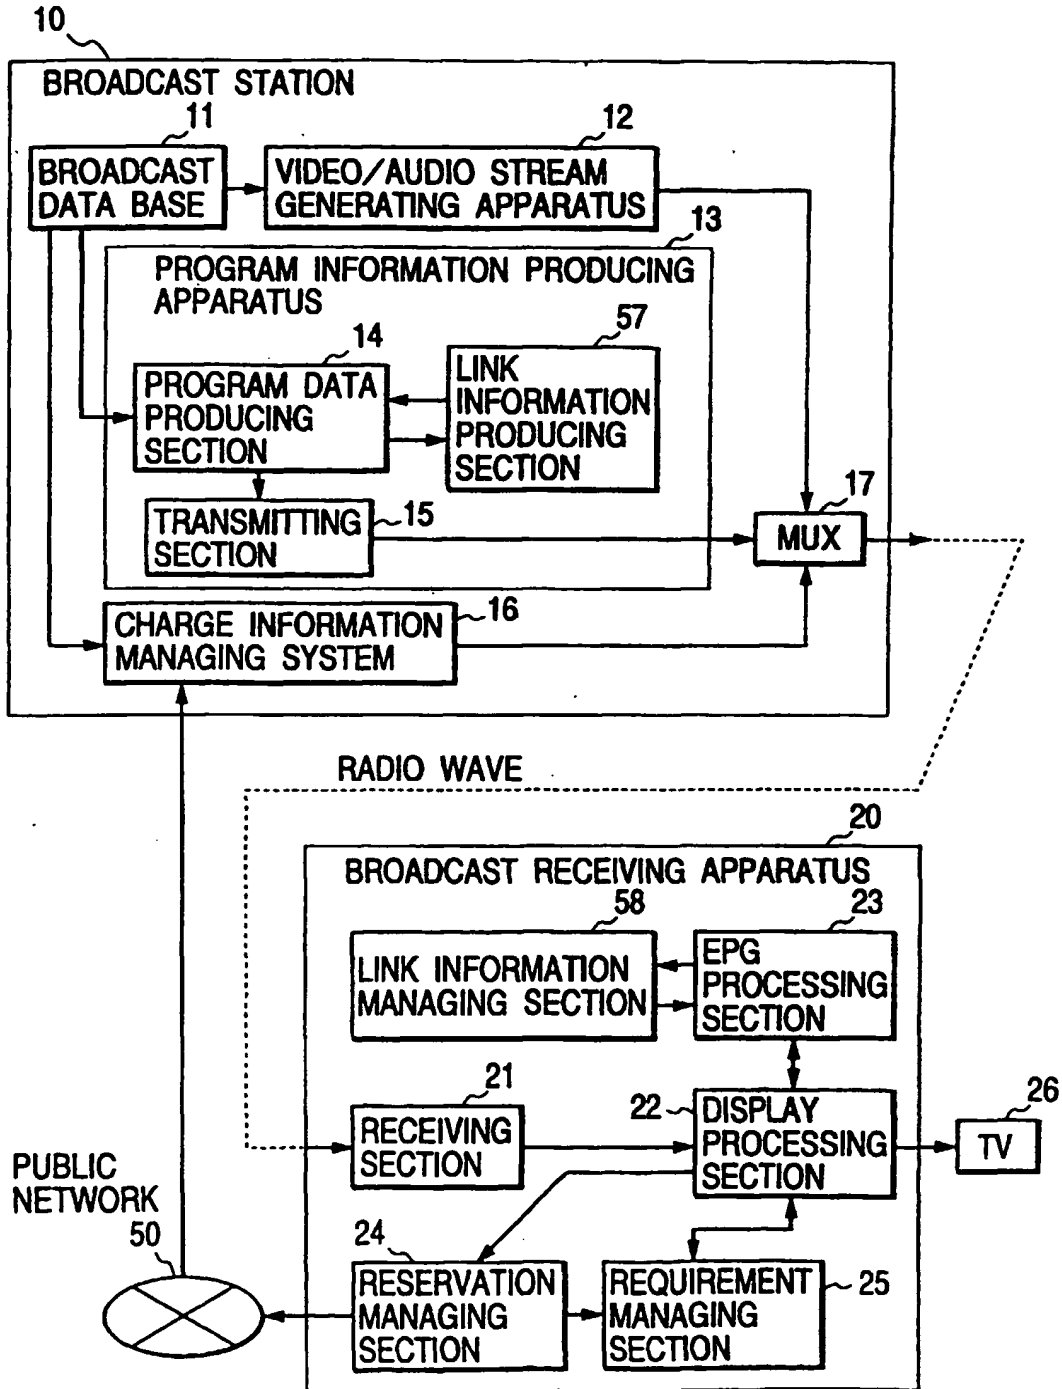 10
BROADCAST STATION
11
BROADCAST
DATA BASE
12
VIDEO/AUDIO STREAM
GENERATING APPARATUS
13
PROGRAM INFORMATION PRODUCING
APPARATUS
14
PROGRAM DATA
PRODUCING
SECTION
57
LINK
INFORMATION
PRODUCING
SECTION
TRANSMITTING
SECTION
15
17
MUX
16
CHARGE INFORMATION
MANAGING SYSTEM
RADIO WAVE
20
BROADCAST RECEIVING APPARATUS
58
LINK INFORMATION
MANAGING SECTION
23
EPG
PROCESSING
SECTION
21
RECEIVING
SECTION
22
DISPLAY
PROCESSING
SECTION
26
TV
PUBLIC
NETWORK
50
24
RESERVATION
MANAGING
SECTION
REQUIREMENT
MANAGING
SECTION
25